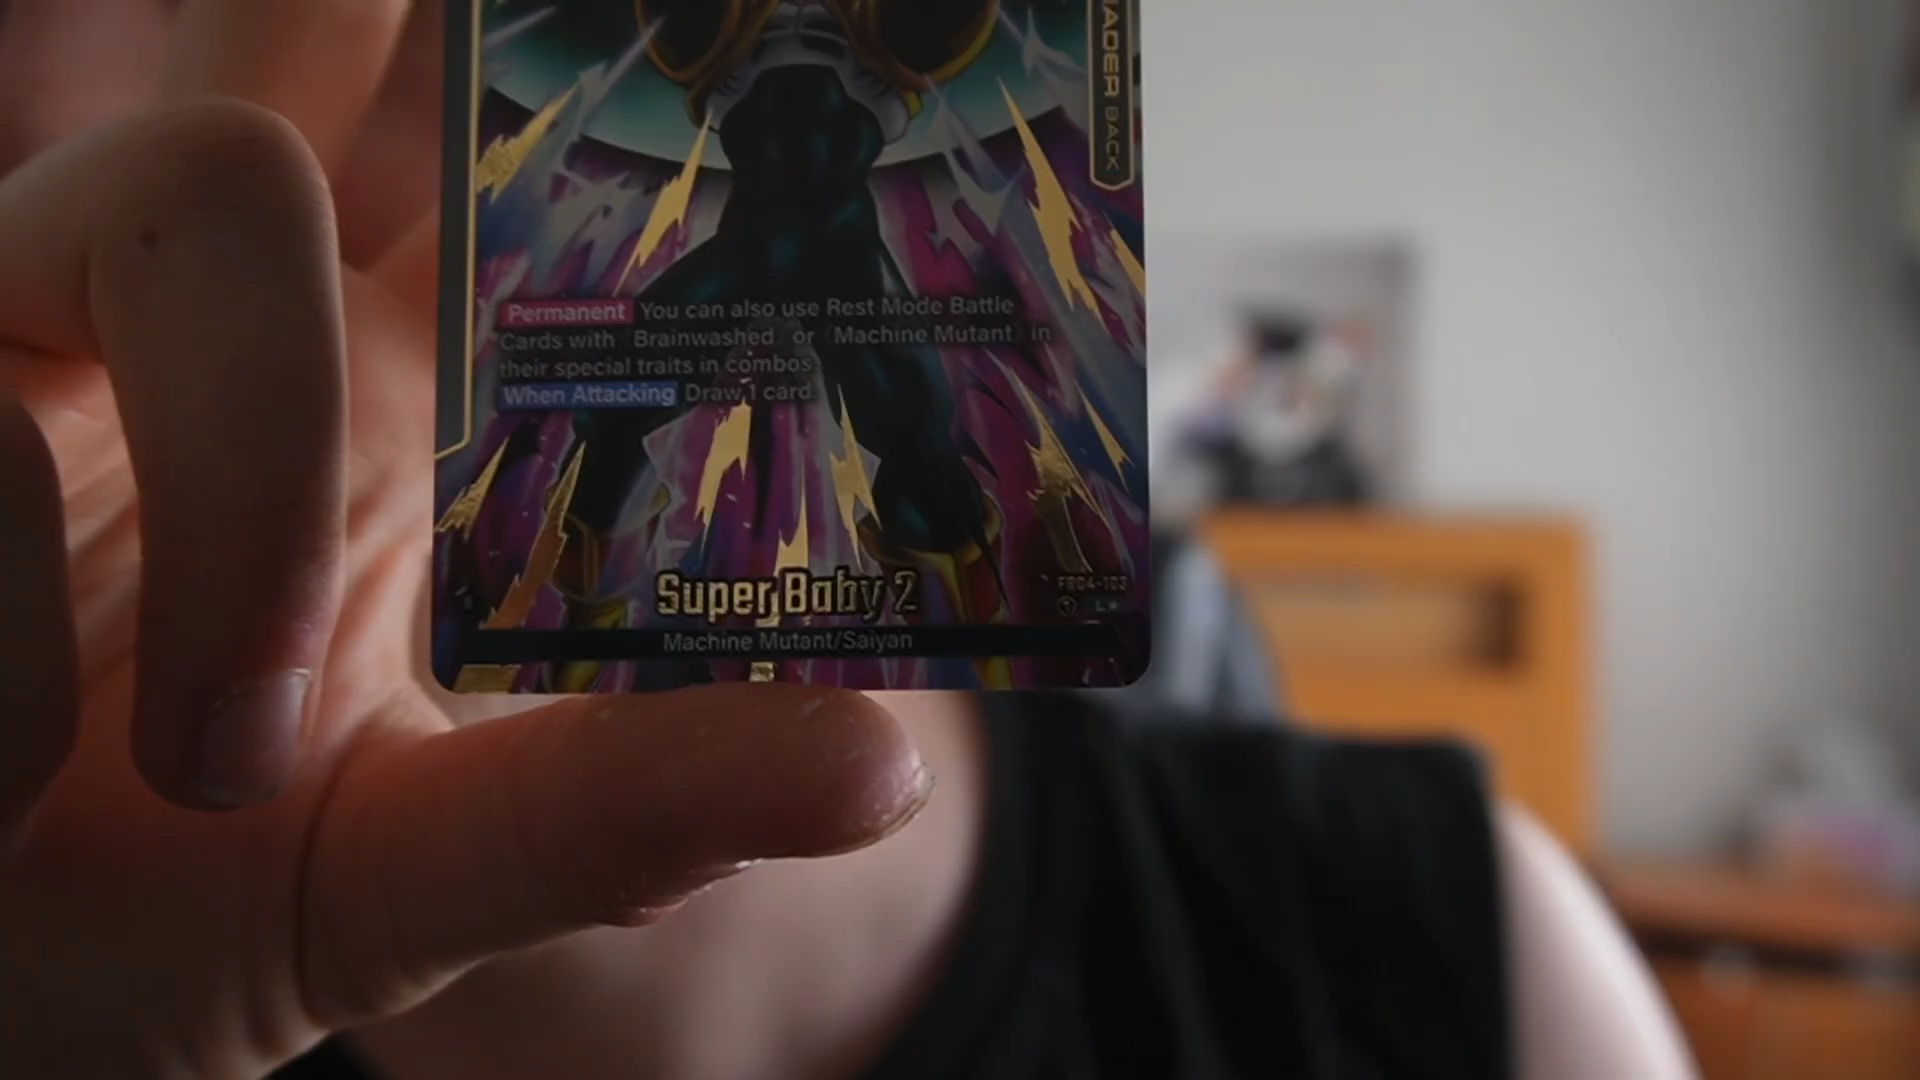 LEADER BACK
Permanent You can also use Rest Mode Battle
Cards with Brainwashed or Machine Mutant in
their special traits in combos.
When Attacking Draw 1 card.
Super Baby 2
FB04-103
L★
Machine Mutant/Saiyan